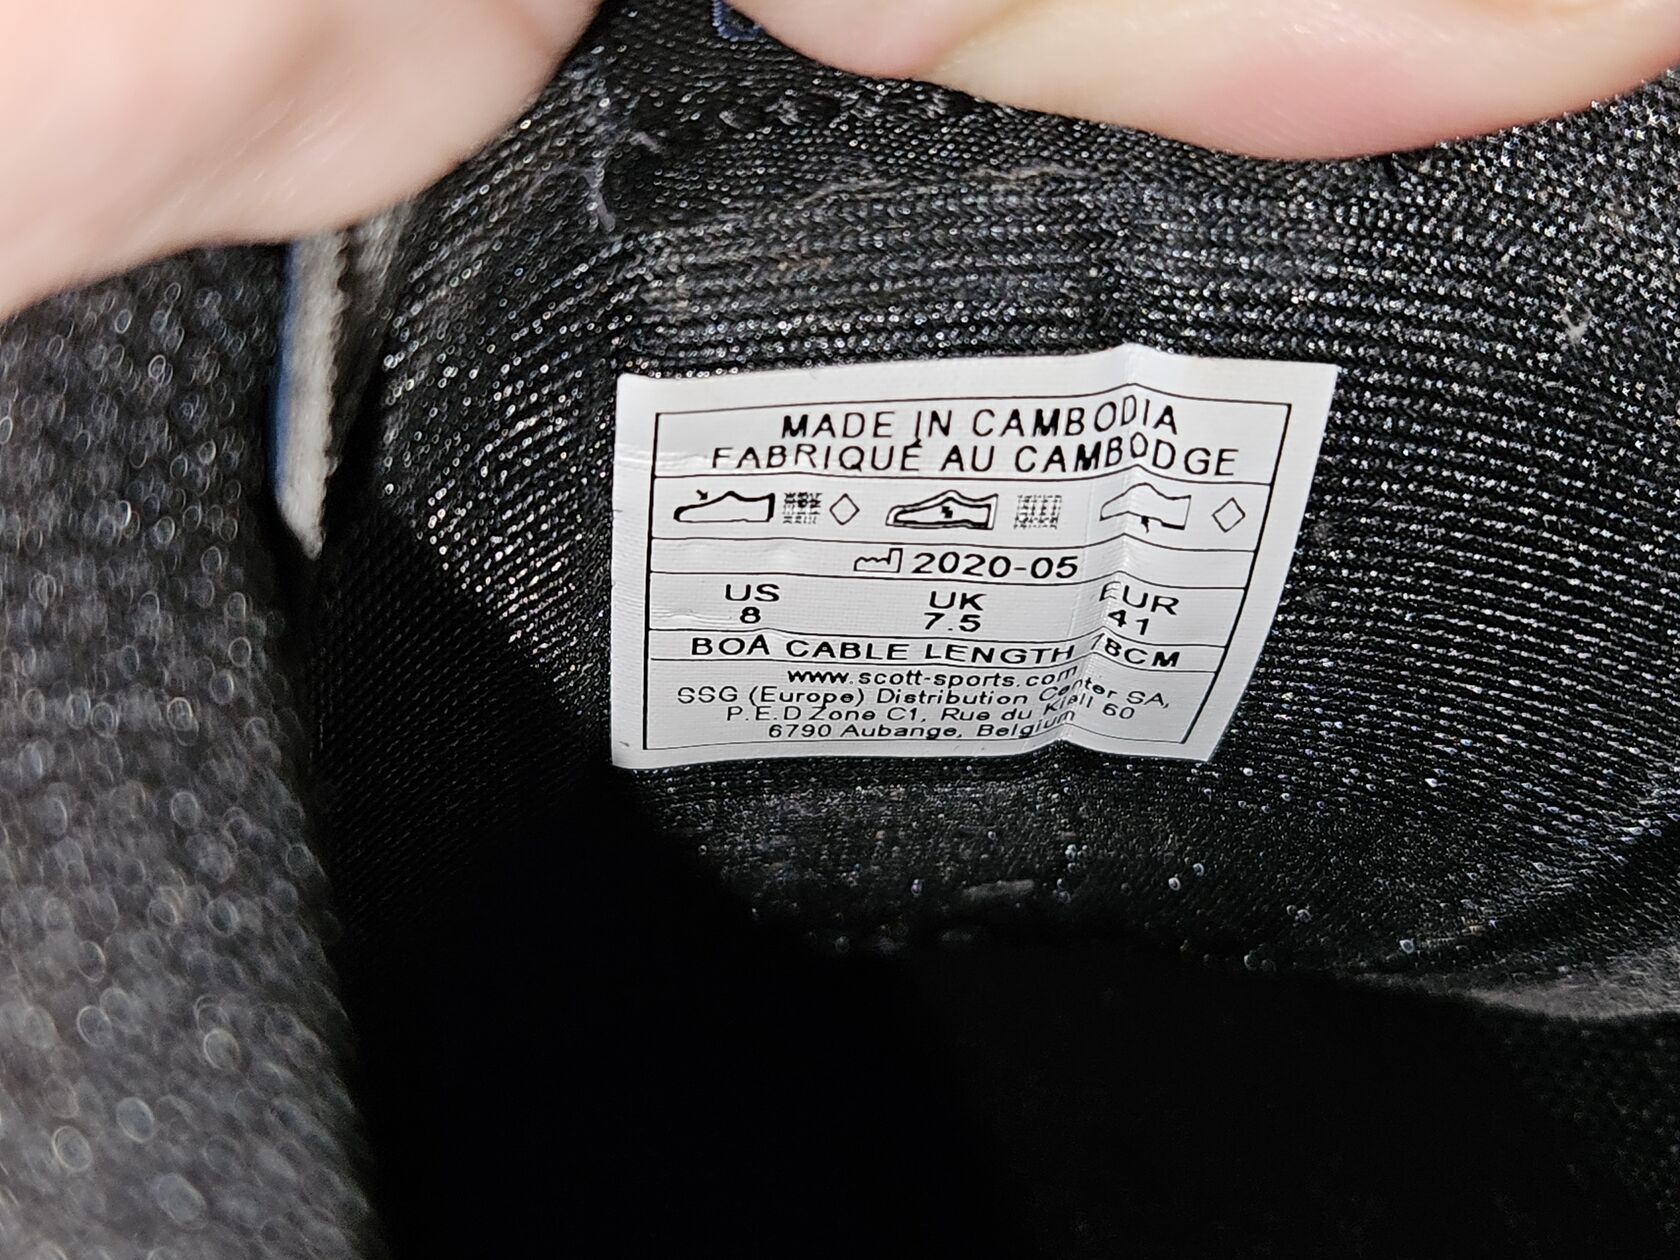 MADE IN CAMBODIA
FABRIQUÉ AU CAMBODGE
2020-05
US UK EUR
8 7.5 41
BOA CABLE LENGTH 78CM
www.scott-sports.com
SSG (Europe) Distribution Center SA,
P.E.D Zone C1, Rue du Kiell 60
6790 Aubange, Belgium